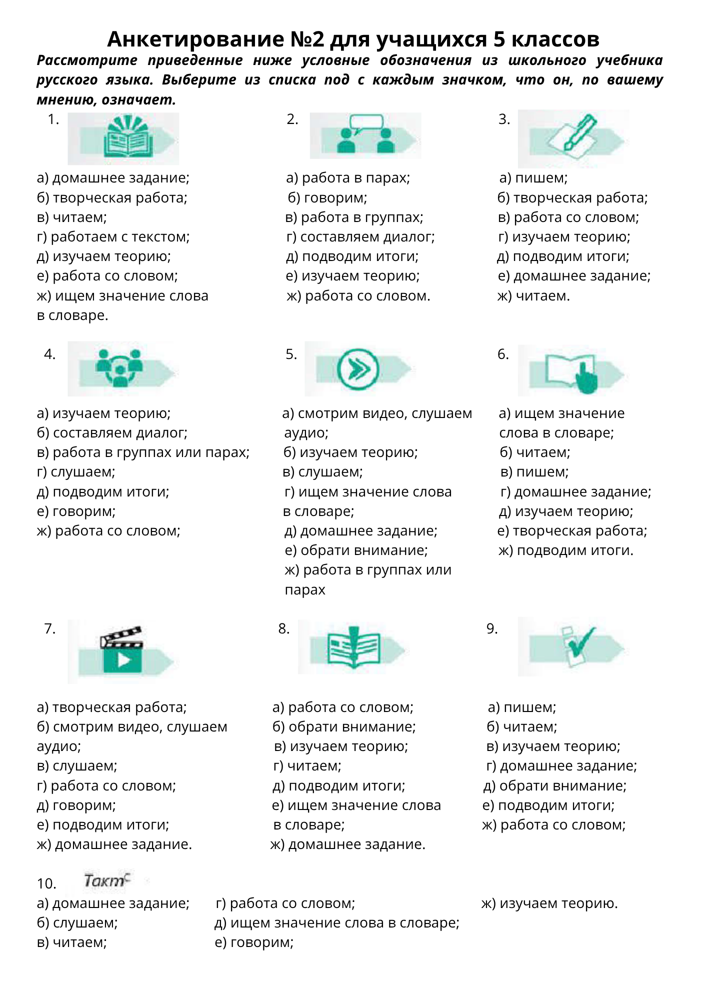 Анкетирование №2 для учащихся 5 классов
Рассмотрите приведенные ниже условные обозначения из школьного учебника
русского языка. Выберите из списка под с каждым значком, что он, по вашему
мнению, означает.
1. 2. 3.
а) домашнее задание; а) работа в парах; а) пишем;
б) творческая работа; б) говорим; б) творческая работа;
в) читаем; в) работа в группах; в) работа со словом;
г) работаем с текстом; г) составляем диалог; г) изучаем теорию;
д) изучаем теорию; д) подводим итоги; д) подводим итоги;
е) работа со словом; е) изучаем теорию; е) домашнее задание;
ж) ищем значение слова ж) работа со словом. ж) читаем.
в словаре.
4. 5. 6.
а) изучаем теорию; а) смотрим видео, слушаем а) ищем значение
б) составляем диалог; аудио; слова в словаре;
в) работа в группах или парах; б) изучаем теорию; б) читаем;
г) слушаем; в) слушаем; в) пишем;
д) подводим итоги; г) ищем значение слова г) домашнее задание;
е) говорим; в словаре; д) изучаем теорию;
ж) работа со словом; д) домашнее задание; е) творческая работа;
е) обрати внимание; ж) подводим итоги.
ж) работа в группах или
парах
7. 8. 9.
а) творческая работа; а) работа со словом; а) пишем;
б) смотрим видео, слушаем б) обрати внимание; б) читаем;
аудио; в) изучаем теорию; в) изучаем теорию;
в) слушаем; г) читаем; г) домашнее задание;
г) работа со словом; д) подводим итоги; д) обрати внимание;
д) говорим; е) ищем значение слова е) подводим итоги;
е) подводим итоги; в словаре; ж) работа со словом;
ж) домашнее задание. ж) домашнее задание.
10. Тактᶜ
а) домашнее задание; г) работа со словом; ж) изучаем теорию.
б) слушаем; д) ищем значение слова в словаре;
в) читаем; е) говорим;